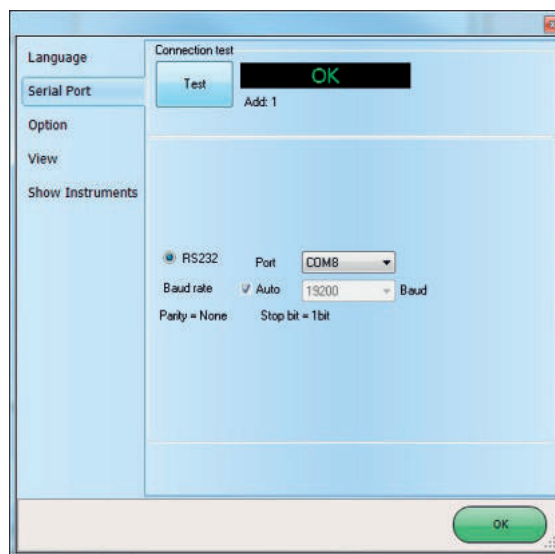 Language
Serial Port
Option
View
Show Instruments
Connection test
Test
OK
Add: 1
RS232 Port COM8
Baud rate Auto 19200 Baud
Parity = None Stop bit = 1bit
OK